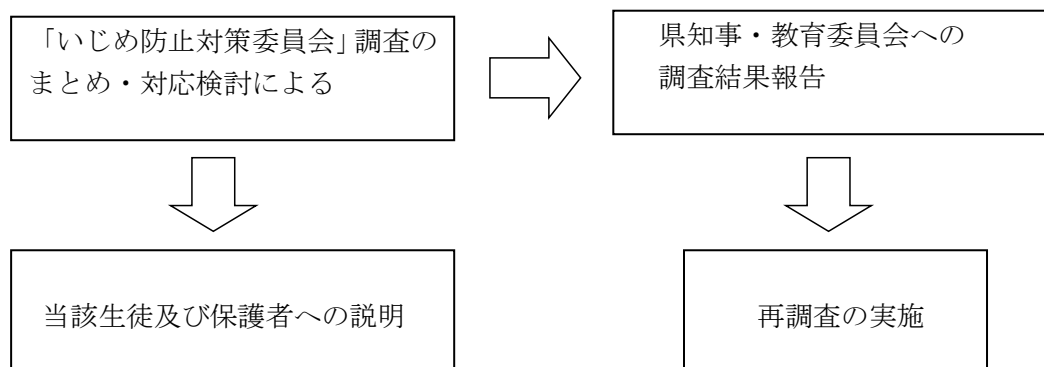 「いじめ防止対策委員会」調査の
まとめ・対応検討による
県知事・教育委員会への
調査結果報告
当該生徒及び保護者への説明
再調査の実施